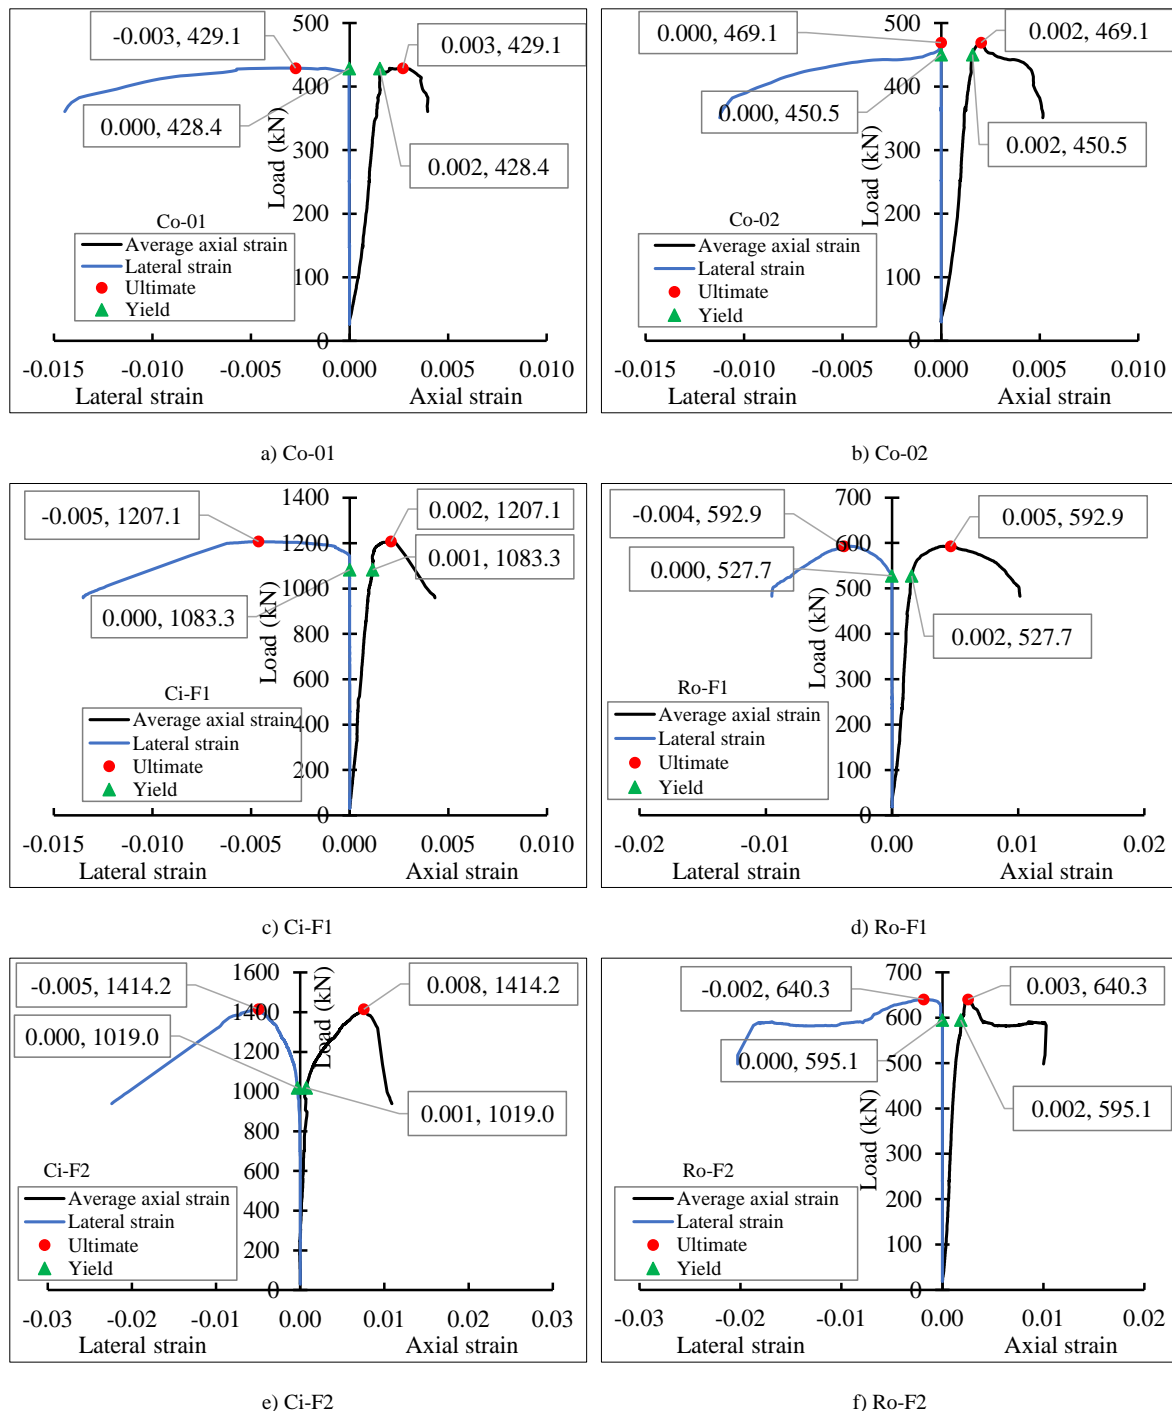 -0.003, 429.1
0.003, 429.1
0.000, 428.4
0.002, 428.4
500
400
300
200
100
0
Load (kN)
Co-01
Average axial strain
Lateral strain
Ultimate
Yield
-0.015 -0.010 -0.005 0.000 0.005 0.010
Lateral strain Axial strain
a) Co-01
0.000, 469.1
0.002, 469.1
0.000, 450.5
0.002, 450.5
500
400
300
200
100
0
Load (kN)
Co-02
Average axial strain
Lateral strain
Ultimate
Yield
-0.015 -0.010 -0.005 0.000 0.005 0.010
Lateral strain Axial strain
b) Co-02
-0.005, 1207.1
0.002, 1207.1
0.001, 1083.3
0.000, 1083.3
1400
1200
1000
800
600
400
200
0
Load (kN)
Ci-F1
Average axial strain
Lateral strain
Ultimate
Yield
-0.015 -0.010 -0.005 0.000 0.005 0.010
Lateral strain Axial strain
c) Ci-F1
-0.004, 592.9
0.005, 592.9
0.000, 527.7
0.002, 527.7
700
600
500
400
300
200
100
0
Load (kN)
Ro-F1
Average axial strain
Lateral strain
Ultimate
Yield
-0.02 -0.01 0.00 0.01 0.02
Lateral strain Axial strain
d) Ro-F1
-0.005, 1414.2
0.008, 1414.2
0.000, 1019.0
0.001, 1019.0
1600
1400
1200
1000
800
600
400
200
0
Load (kN)
Ci-F2
Average axial strain
Lateral strain
Ultimate
Yield
-0.03 -0.02 -0.01 0.00 0.01 0.02 0.03
Lateral strain Axial strain
e) Ci-F2
-0.002, 640.3
0.003, 640.3
0.000, 595.1
0.002, 595.1
700
600
500
400
300
200
100
0
Load (kN)
Ro-F2
Average axial strain
Lateral strain
Ultimate
Yield
-0.03 -0.02 -0.01 0.00 0.01 0.02
Lateral strain Axial strain
f) Ro-F2